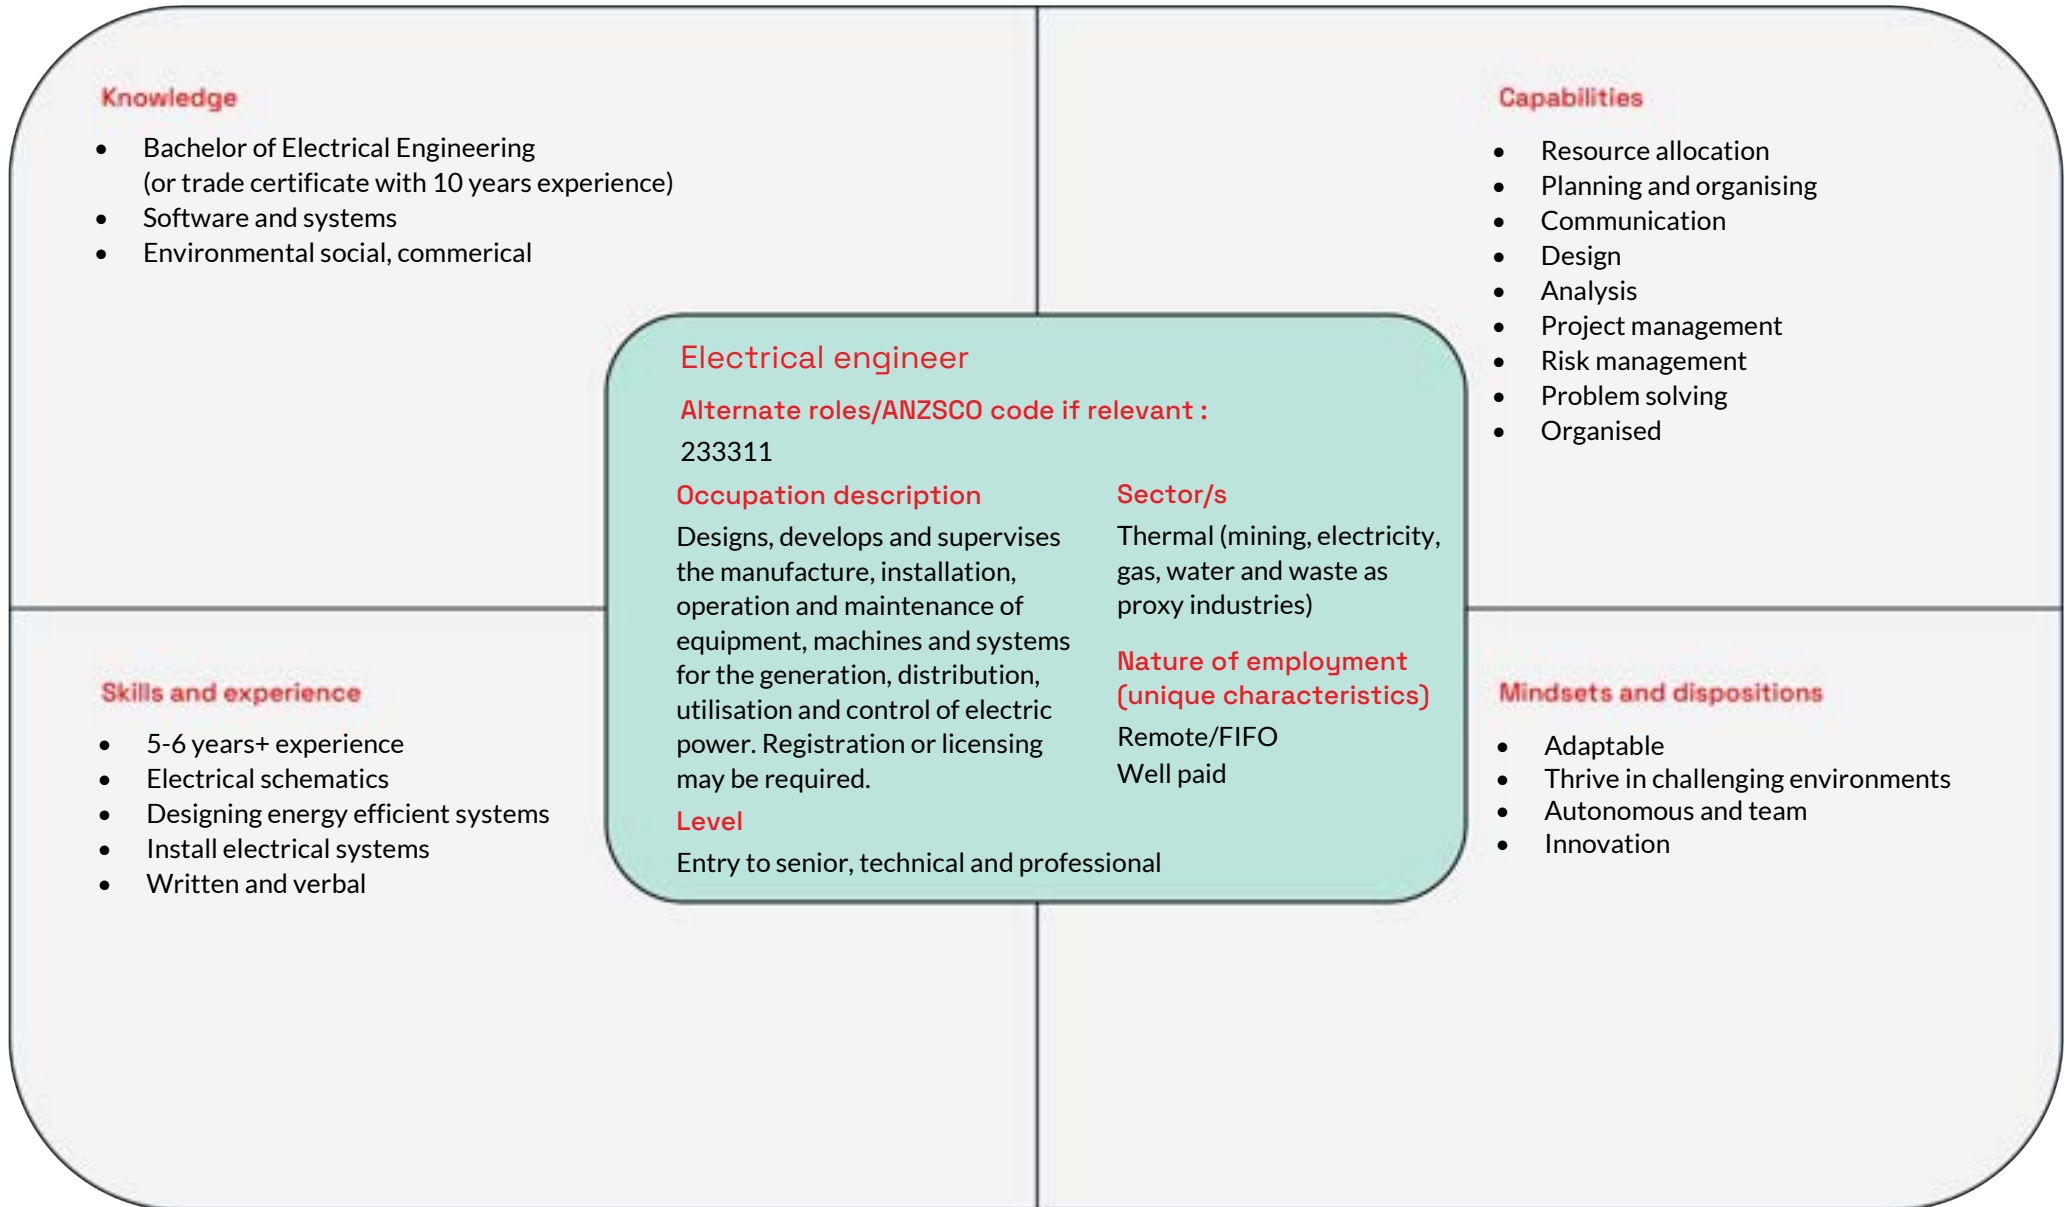 Knowledge
• Bachelor of Electrical Engineering
(or trade certificate with 10 years experience)
• Software and systems
• Environmental social, commerical
Capabilities
• Resource allocation
• Planning and organising
• Communication
• Design
• Analysis
• Project management
• Risk management
• Problem solving
• Organised
Electrical engineer
Alternate roles/ANZSCO code if relevant :
233311
Occupation description
Designs, develops and supervises
the manufacture, installation,
operation and maintenance of
equipment, machines and systems
for the generation, distribution,
utilisation and control of electric
power. Registration or licensing
may be required.
Sector/s
Thermal (mining, electricity,
gas, water and waste as
proxy industries)
Nature of employment
(unique characteristics)
Remote/FIFO
Well paid
Level
Entry to senior, technical and professional
Skills and experience
• 5-6 years+ experience
• Electrical schematics
• Designing energy efficient systems
• Install electrical systems
• Written and verbal
Mindsets and dispositions
• Adaptable
• Thrive in challenging environments
• Autonomous and team
• Innovation